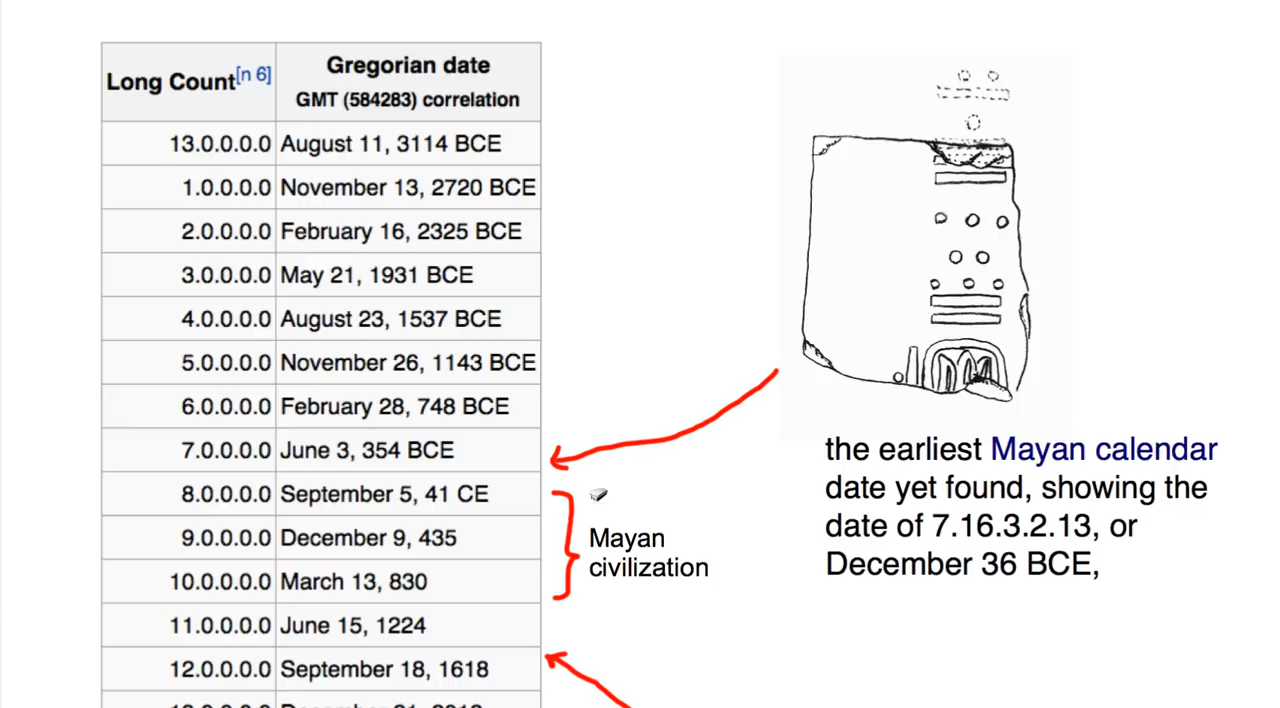 Long Count[n 6] Gregorian date
GMT (584283) correlation
13.0.0.0.0 August 11, 3114 BCE
1.0.0.0.0 November 13, 2720 BCE
2.0.0.0.0 February 16, 2325 BCE
3.0.0.0.0 May 21, 1931 BCE
4.0.0.0.0 August 23, 1537 BCE
5.0.0.0.0 November 26, 1143 BCE
6.0.0.0.0 February 28, 748 BCE
7.0.0.0.0 June 3, 354 BCE
8.0.0.0.0 September 5, 41 CE
9.0.0.0.0 December 9, 435
10.0.0.0.0 March 13, 830
11.0.0.0.0 June 15, 1224
12.0.0.0.0 September 18, 1618
Mayan
civilization
the earliest Mayan calendar
date yet found, showing the
date of 7.16.3.2.13, or
December 36 BCE,